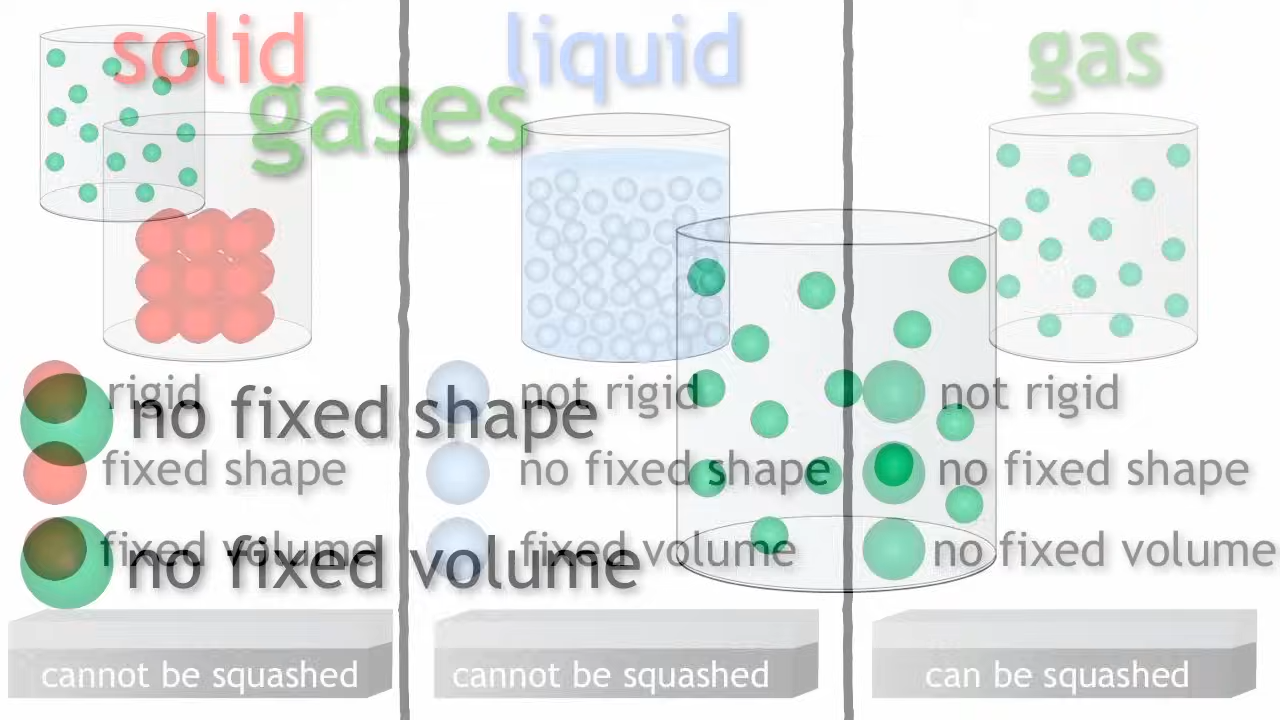 solid
liquid
gas
gases
rigid
not rigid
not rigid
no fixed shape
fixed shape
no fixed shape
no fixed shape
fixed volume
fixed volume
no fixed volume
no fixed volume
cannot be squashed
cannot be squashed
can be squashed